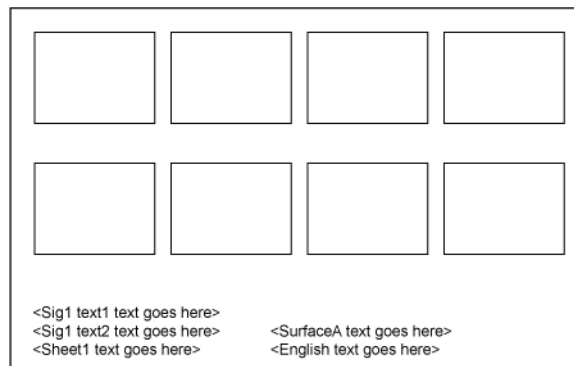 <Sig1 text1 text goes here>
<Sig1 text2 text goes here>
<Sheet1 text goes here>
<SurfaceA text goes here>
<English text goes here>